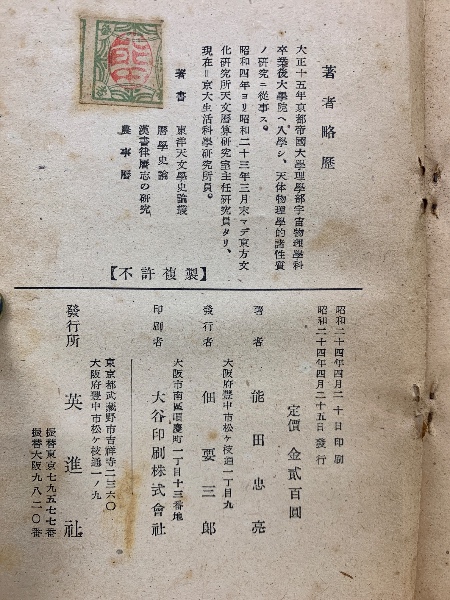 著者略歷
大正十五年京都帝國大學理學部宇宙物理學科
卒業後大學院ヘ入學シ、天体物理學的諸性質
ノ研究ニ從事ス。
昭和四年ヨリ昭和二十三年三月末マデ東方文
化研究所天文曆算研究室主任研究員タリ、
現在ハ京大生活科學研究所員。
著書 東洋天文學史論叢
曆學史論
漢書律曆志の研究
農事曆
【不許複製】
昭和二十四年四月二十日印刷
昭和二十四年四月二十五日發行
定價 金貳百圓
著者 能田忠亮
大阪府豐中市松ケ枝通一丁目九
發行者 佃要三郎
大阪市南區順慶町一丁目十三番地
印刷者 大谷印刷株式會社
東京都武藏野市吉祥寺二三六〇
大阪府豐中市松ケ枝通一ノ九
發行所 英進社
振替東京七九五七七番
振替大阪九八二〇番